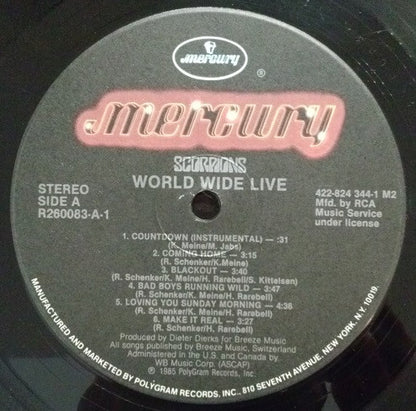 mercury
®
mercury
SCORPIONS
WORLD WIDE LIVE
STEREO
SIDE A
R260083-A-1
422-824 344-1 M2
Mfd. by RCA
Music Service
under license
1. COUNTDOWN (INSTRUMENTAL) — :31
(K. Meine/M. Jabs)
2. COMING HOME — 3:15
(R. Schenker/K.Meine)
3. BLACKOUT — 3:40
(R. Schenker/K. Meine/H. Rarebell/S. Kittelsen)
4. BAD BOYS RUNNING WILD — 3:47
(R. Schenker/K. Meine/H. Rarebell)
5. LOVING YOU SUNDAY MORNING — 4:36
(R. Schenker/K. Meine/H. Rarebell)
6. MAKE IT REAL — 3:27
(R. Schenker/H. Rarebell)
Produced by Dieter Dierks for Breeze Music
All songs published by Breeze Music, Switzerland
Administered in the U.S. and Canada by
WB Music Corp. (ASCAP)
℗ 1985 PolyGram Records, Inc.
MANUFACTURED AND MARKETED BY POLYGRAM RECORDS, INC., 810 SEVENTH AVENUE, NEW YORK, N.Y. 10019